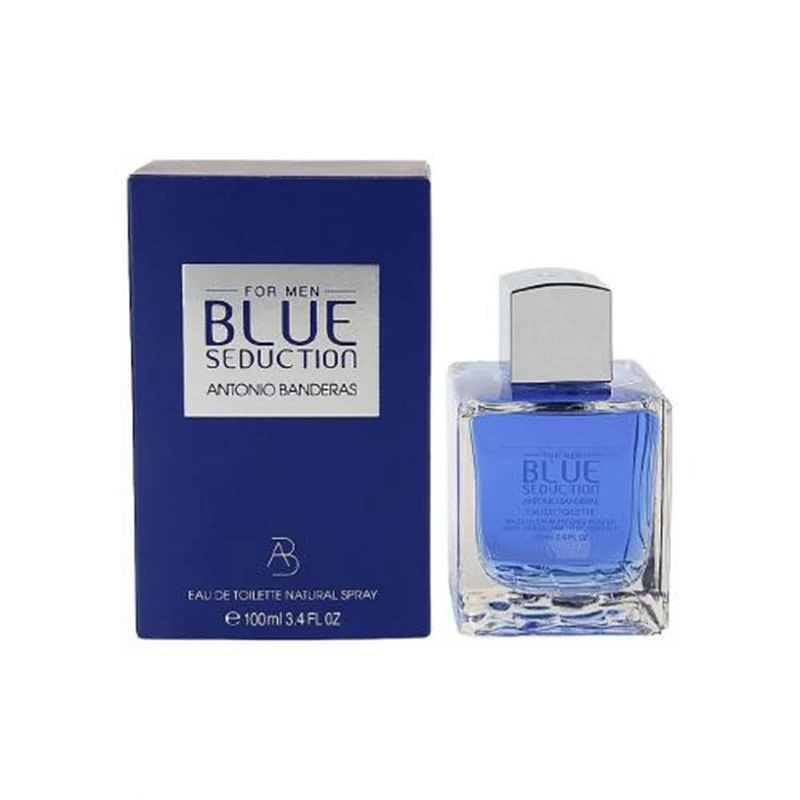 FOR MEN
BLUE
SEDUCTION
ANTONIO BANDERAS
AB
EAU DE TOILETTE NATURAL SPRAY
℮ 100ml 3.4 FL OZ
FOR MEN
BLUE
SEDUCTION
ANTONIO BANDERAS
EAU DE TOILETTE